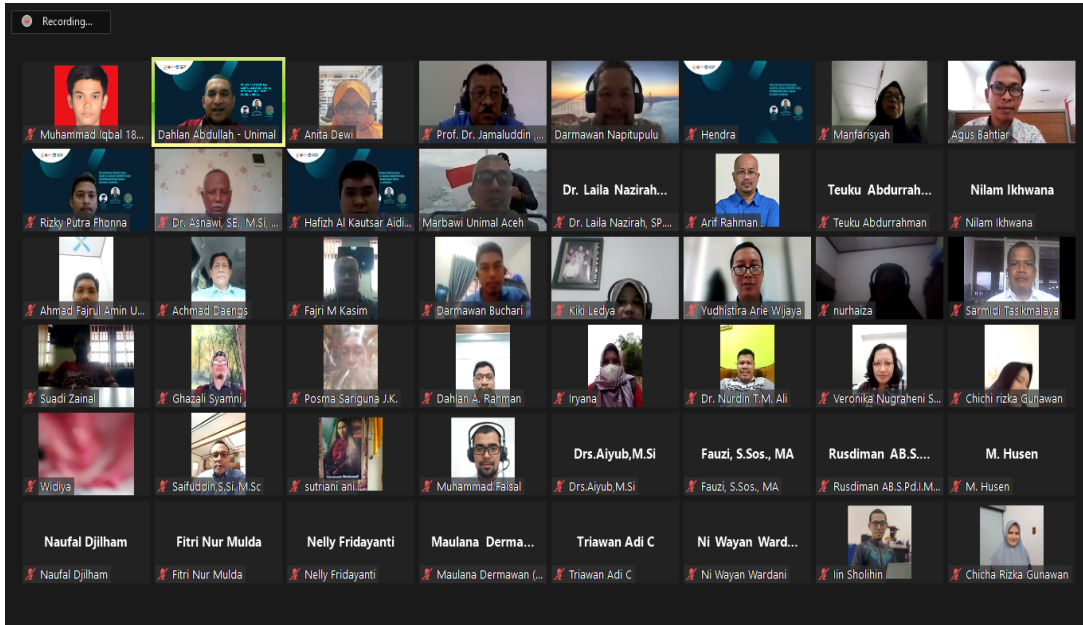 Recording...
Muhammad Iqbal 18...
Dahlan Abdullah - Unimal
Anita Dewi
Prof. Dr. Jamaluddin ,...
Darmawan Napitupulu
Hendra
Manfarisyah
Agus Bahtiar
Rizky Putra Fhonna
Dr. Asnawi, SE., M.Si, ...
Hafizh Al Kautsar Aidi...
Marbawi Unimal Aceh
Dr. Laila Nazirah...
Dr. Laila Nazirah, SP....
Arif Rahman
Teuku Abdurrah...
Teuku Abdurrahman
Nilam Ikhwana
Nilam Ikhwana
Ahmad Fajrul Amin U...
Achmad Daengs
Fajri M Kasim
Darmawan Buchari
Kiki Ledya
Yudhistira Arie Wijaya
nurhaiza
Sarmidi Tasikmalaya
Suadi Zainal
Ghazali Syamni
Posma Sariguna J.K.
Dahlan A. Rahman
Iryana
Dr. Nurdin T.M. Ali
Veronika Nugraheni S...
Chichi rizka Gunawan
Widiya
Saifuddin,S.Si, M.Sc
sutriani ani
Muhammad Faisal
Drs.Aiyub,M.Si
Drs.Aiyub,M.Si
Fauzi, S.Sos., MA
Fauzi, S.Sos., MA
Rusdiman AB.S....
Rusdiman AB.S.Pd.I.M...
M. Husen
M. Husen
Naufal Djilham
Naufal Djilham
Fitri Nur Mulda
Fitri Nur Mulda
Nelly Fridayanti
Nelly Fridayanti
Maulana Derma...
Maulana Dermawan (...
Triawan Adi C
Triawan Adi C
Ni Wayan Ward...
Ni Wayan Wardani
Iin Sholihin
Chicha Rizka Gunawan